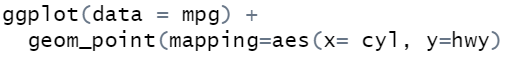 ggplot(data = mpg) +
  geom_point(mapping=aes(x= cyl, y=hwy)